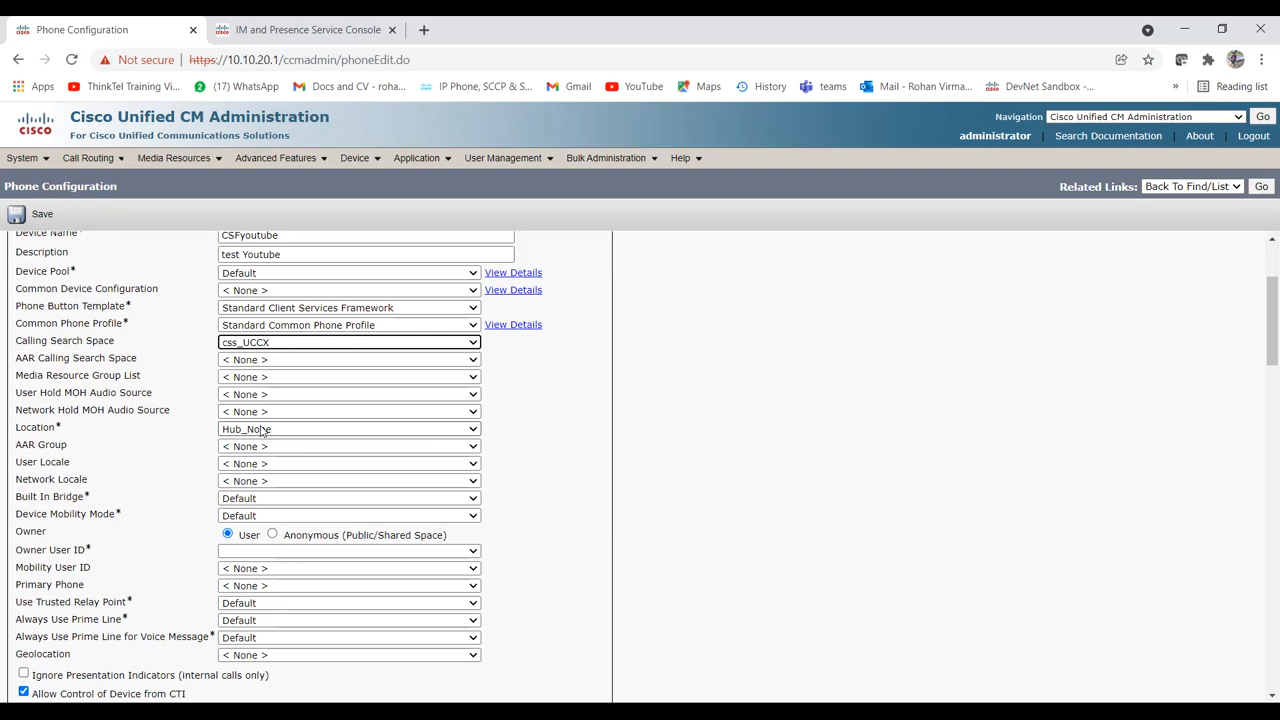 Phone Configuration
IM and Presence Service Console
Not secure https://10.10.20.1/ccmadmin/phoneEdit.do
Apps ThinkTel Training Vi... (17) WhatsApp Docs and CV - roha... IP Phone, SCCP & S... Gmail YouTube Maps History teams Mail - Rohan Virma... DevNet Sandbox -... » Reading list
cisco Cisco Unified CM Administration
For Cisco Unified Communications Solutions
Navigation Cisco Unified CM Administration Go
administrator Search Documentation About Logout
System Call Routing Media Resources Advanced Features Device Application User Management Bulk Administration Help
Phone Configuration Related Links: Back To Find/List Go
Save
Device Name* CSFyoutube
Description test Youtube
Device Pool* Default View Details
Common Device Configuration < None > View Details
Phone Button Template* Standard Client Services Framework
Common Phone Profile* Standard Common Phone Profile View Details
Calling Search Space css_UCCX
AAR Calling Search Space < None >
Media Resource Group List < None >
User Hold MOH Audio Source < None >
Network Hold MOH Audio Source < None >
Location* Hub_None
AAR Group < None >
User Locale < None >
Network Locale < None >
Built In Bridge* Default
Device Mobility Mode* Default
Owner User Anonymous (Public/Shared Space)
Owner User ID*
Mobility User ID < None >
Primary Phone < None >
Use Trusted Relay Point* Default
Always Use Prime Line* Default
Always Use Prime Line for Voice Message* Default
Geolocation < None >
Ignore Presentation Indicators (internal calls only)
Allow Control of Device from CTI